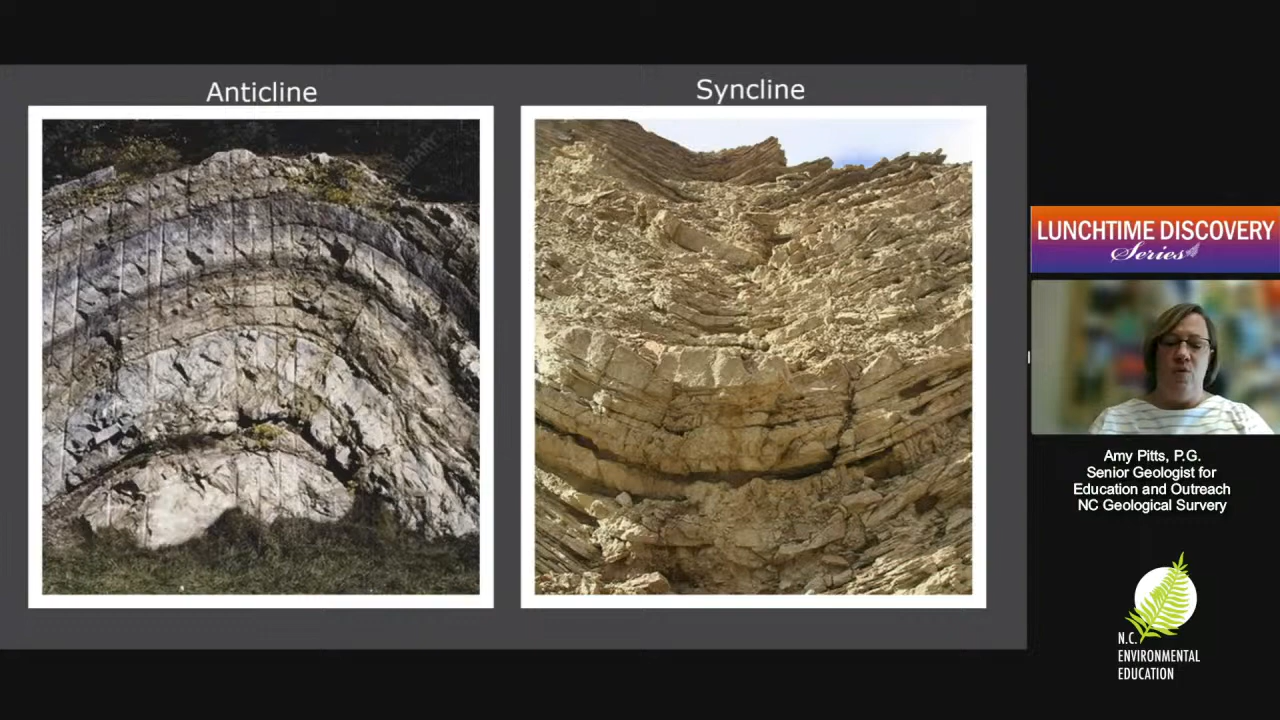 Anticline
Syncline
LUNCHTIME DISCOVERY
Series
Amy Pitts, P.G.
Senior Geologist for
Education and Outreach
NC Geological Survery
N.C.
ENVIRONMENTAL
EDUCATION